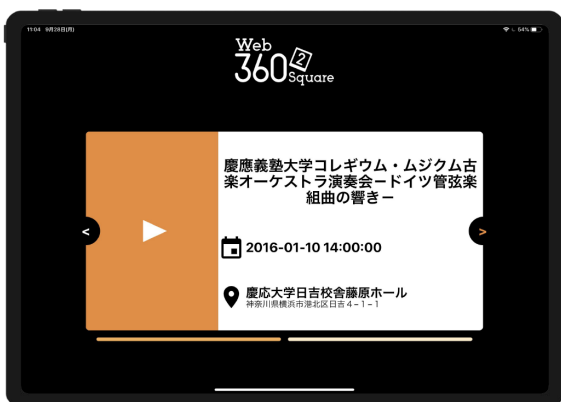 11:04 9月28日(月)
54%
Web
360
2
Square
慶應義塾大学コレギウム・ムジクム古
楽オーケストラ演奏会ードイツ管弦楽
組曲の響きー
<
>
2016-01-10 14:00:00
慶応大学日吉校舎藤原ホール
神奈川県横浜市港北区日吉4-1-1